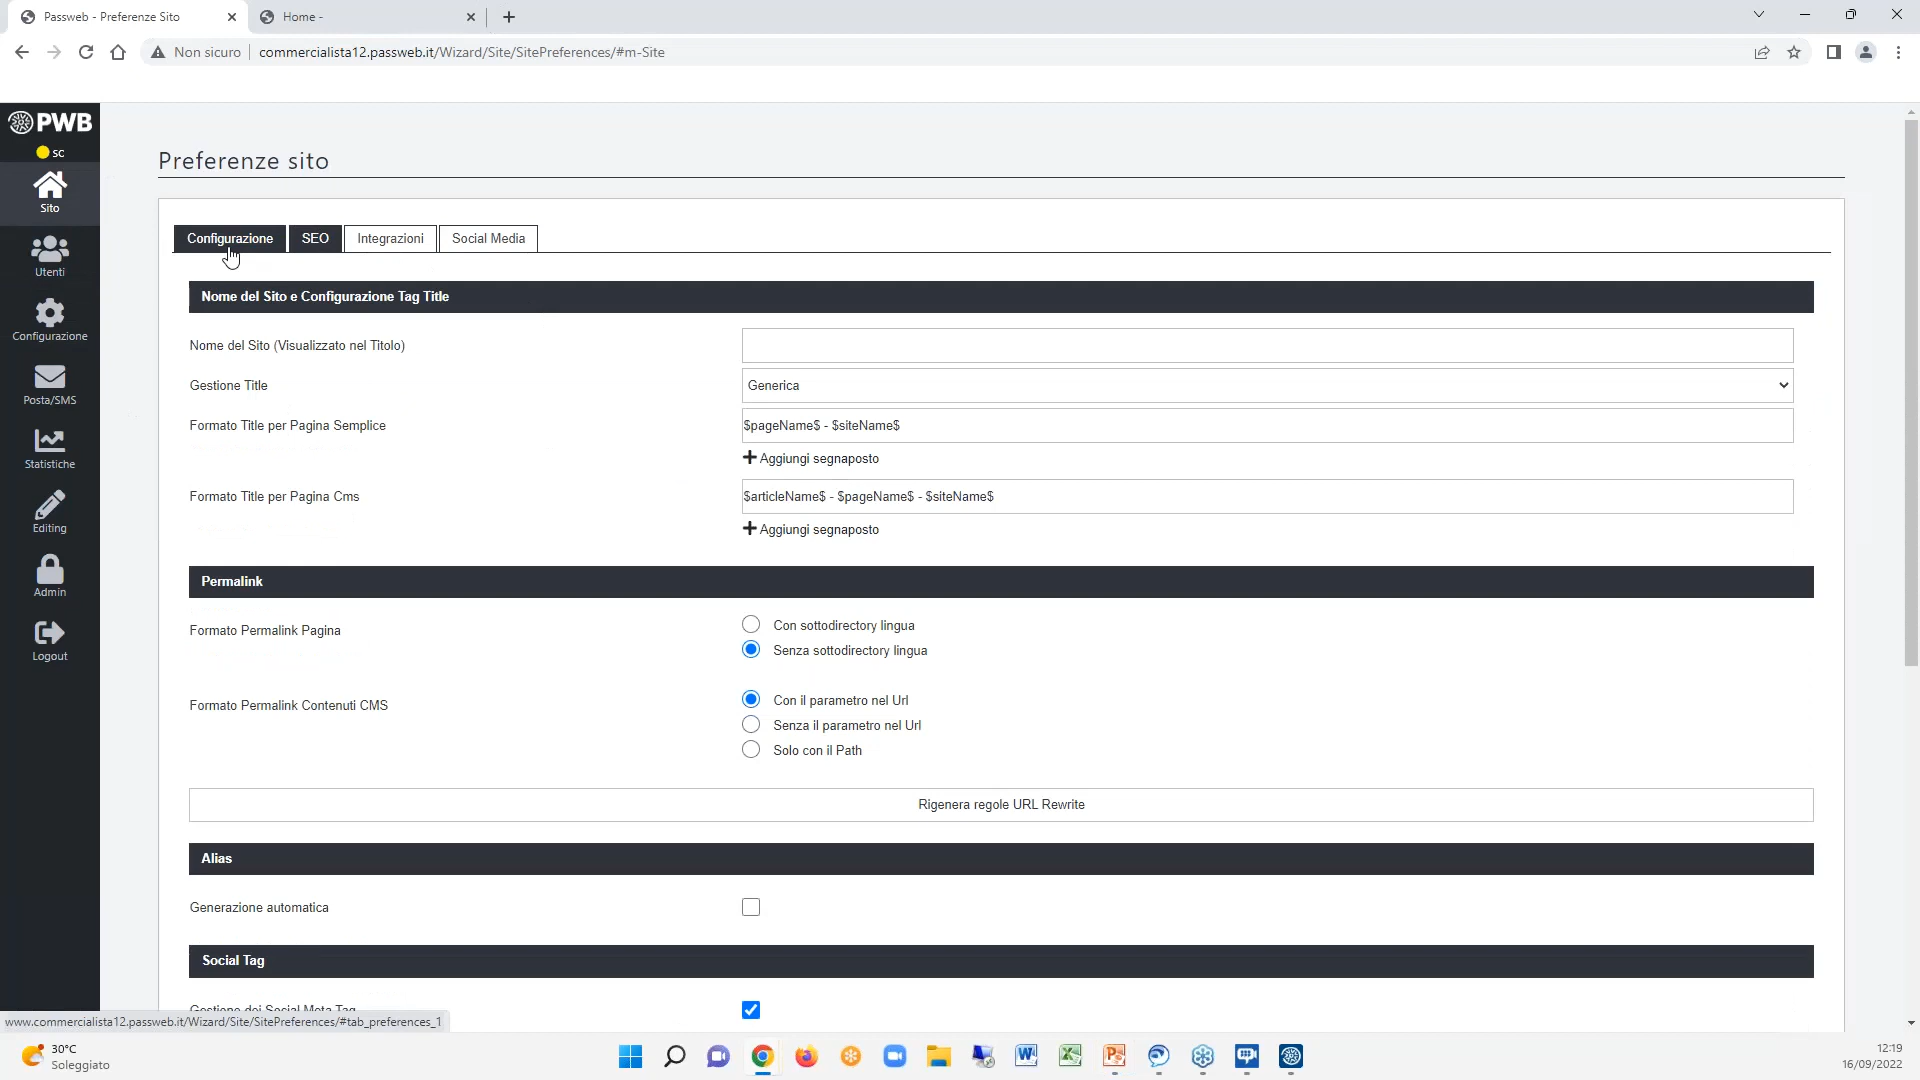 Passweb - Preferenze Sito
Home -
Non sicuro
commercialista12.passweb.it/Wizard/Site/SitePreferences/#m-Site
PWB
sc
Sito
Utenti
Configurazione
Posta/SMS
Statistiche
Editing
Admin
Logout
Preferenze sito
Configurazione
SEO
Integrazioni
Social Media
Nome del Sito e Configurazione Tag Title
Nome del Sito (Visualizzato nel Titolo)
Gestione Title
Generica
Formato Title per Pagina Semplice
$pageName$ - $siteName$
Aggiungi segnaposto
Formato Title per Pagina Cms
$articleName$ - $pageName$ - $siteName$
Aggiungi segnaposto
Permalink
Formato Permalink Pagina
Con sottodirectory lingua
Senza sottodirectory lingua
Formato Permalink Contenuti CMS
Con il parametro nel Url
Senza il parametro nel Url
Solo con il Path
Rigenera regole URL Rewrite
Alias
Generazione automatica
Social Tag
Gestione dei Social Meta Tag
www.commercialista12.passweb.it/Wizard/Site/SitePreferences/#tab_preferences_1
30°C
Soleggiato
12:19
16/09/2022